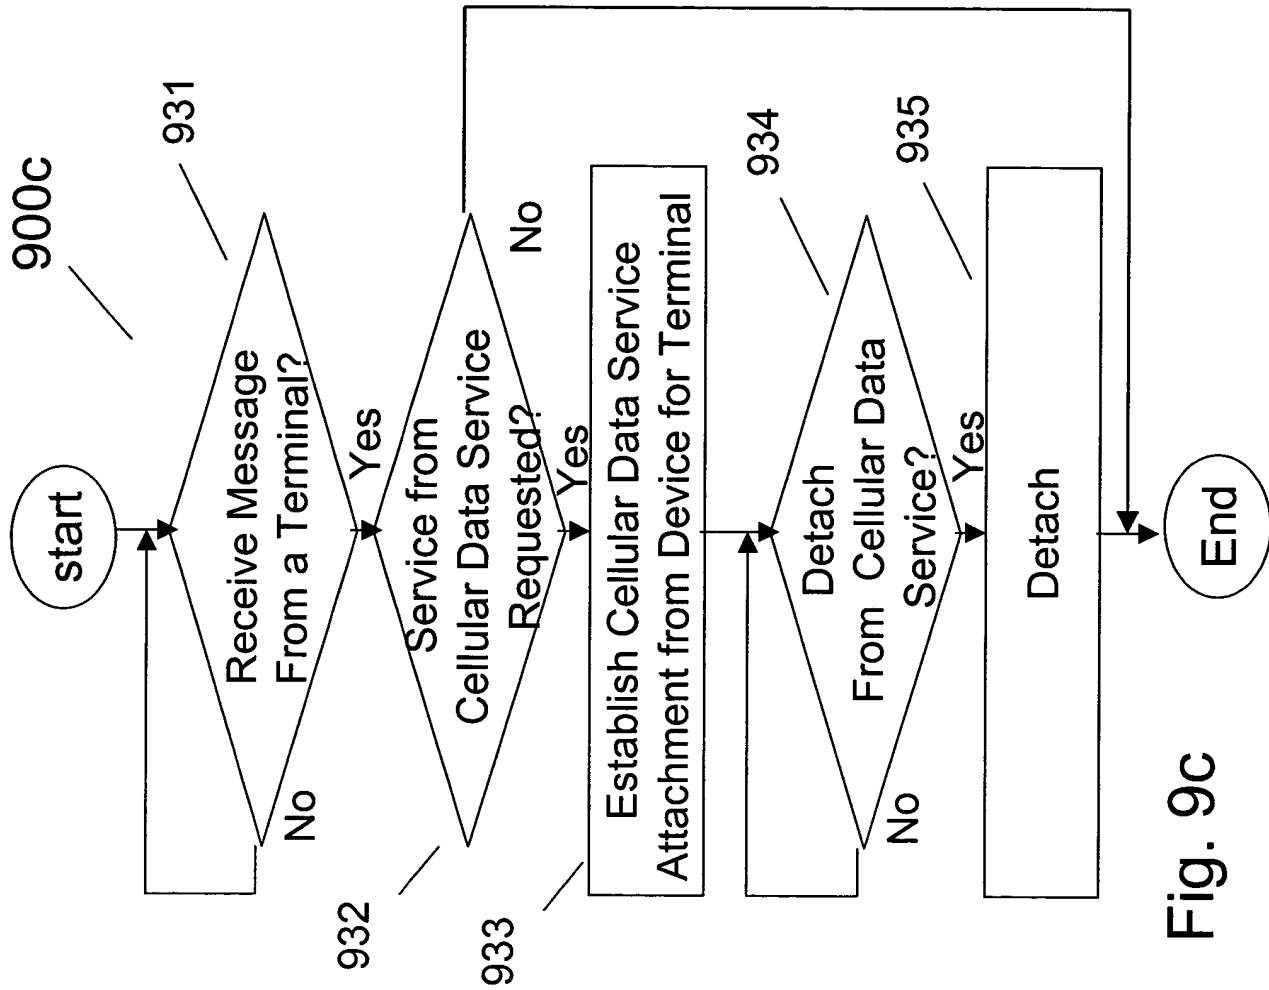 900c
start
931
Receive Message
From a Terminal?
No
Yes
932
Service from
Cellular Data Service
Requested?
No
Yes
933
Establish Cellular Data Service
Attachment from Device for Terminal
934
Detach
From Cellular Data
Service?
No
Yes
935
Detach
End
Fig. 9c